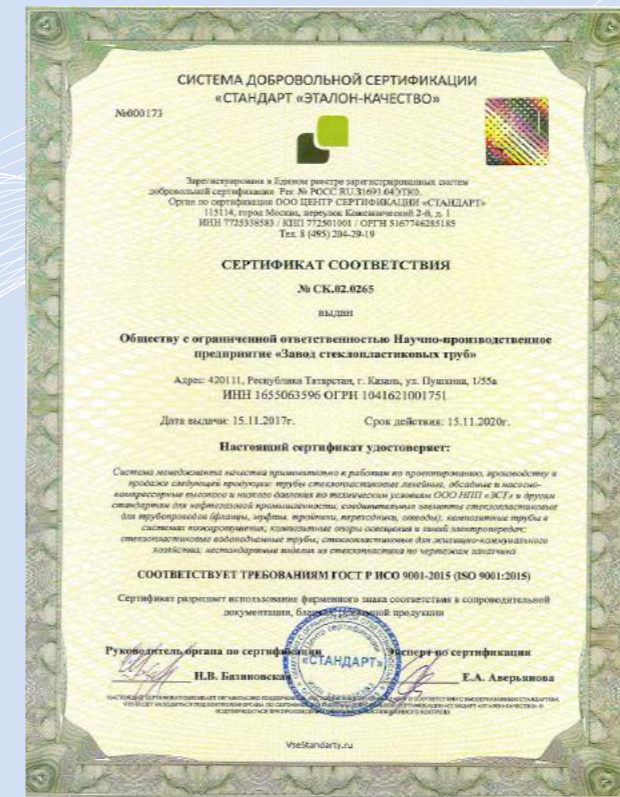 СИСТЕМА ДОБРОВОЛЬНОЙ СЕРТИФИКАЦИИ
«СТАНДАРТ «ЭТАЛОН-КАЧЕСТВО»
№000173
Зарегистрирована в Едином реестре зарегистрированных систем
добровольной сертификации Рег. № РОСС RU.31693.04ЭТК0.
Орган по сертификации ООО ЦЕНТР СЕРТИФИКАЦИИ «СТАНДАРТ»
115114, город Москва, переулок Кожевнический 2-й, д. 1
ИНН 7725338583 / КПП 772501001 / ОРГН 5167746285185
Тел. 8 (495) 204-29-19
СЕРТИФИКАТ СООТВЕТСТВИЯ
№ СК.02.0265
выдан
Обществу с ограниченной ответственностью Научно-производственное
предприятие «Завод стеклопластиковых труб»
Адрес: 420111, Республика Татарстан, г. Казань, ул. Пушкина, 1/55а
ИНН 1655063596 ОГРН 1041621001751
Дата выдачи: 15.11.2017г. Срок действия: 15.11.2020г.
Настоящий сертификат удостоверяет:
Система менеджмента качества применительно к работам по проектированию, производству и
продаже следующей продукции: трубы стеклопластиковые линейные, обсадные и насосно-
компрессорные высокого и низкого давления по техническим условиям ООО НПП «ЗСТ» и другим
стандартам для нефтегазовой промышленности; соединительные элементы стеклопластиковые
для трубопроводов (фланцы, муфты, тройники, переходники, отводы); композитные трубы в
системах пожаротушения, композитные опоры освещения и линий электропередач;
стеклопластиковые водоподъемные трубы; стеклопластиковые для жилищно-коммунального
хозяйства; нестандартные изделия из стеклопластика по чертежам заказчика
СООТВЕТСТВУЕТ ТРЕБОВАНИЯМ ГОСТ Р ИСО 9001-2015 (ISO 9001:2015)
Сертификат разрешает использование фирменного знака соответствия в сопроводительной
документации, продукции
Руководитель органа по сертификации Эксперт по сертификации
«СТАНДАРТ»
Н.В. Базиновская Е.А. Аверьянова
VseStandarty.ru